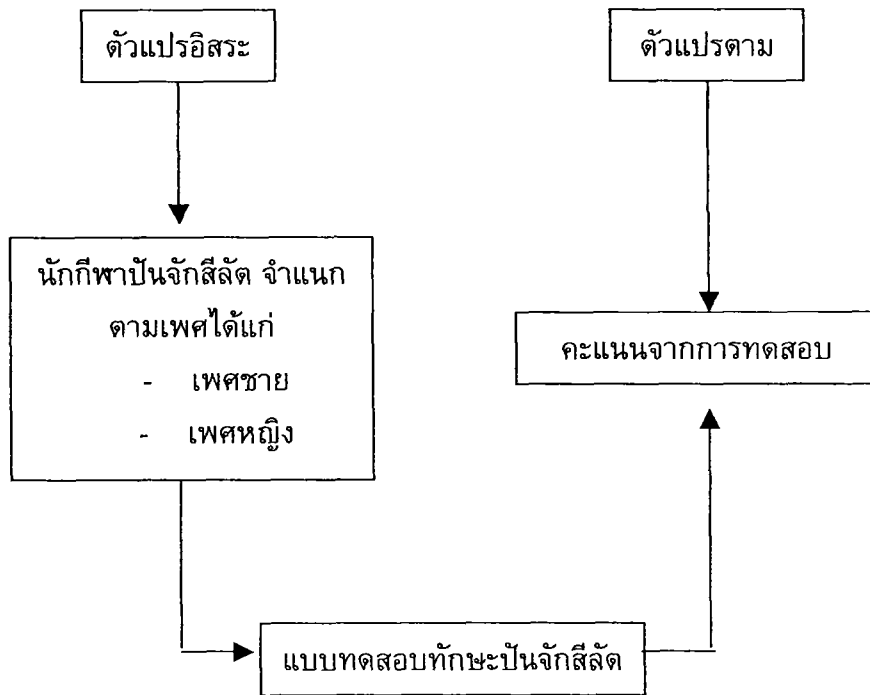 ตัวแปรอิสระ
ตัวแปรตาม
นักกีฬาปันจักสีลัต จำแนก
ตามเพศได้แก่
- เพศชาย
- เพศหญิง
คะแนนจากการทดสอบ
แบบทดสอบทักษะปันจักสีลัด